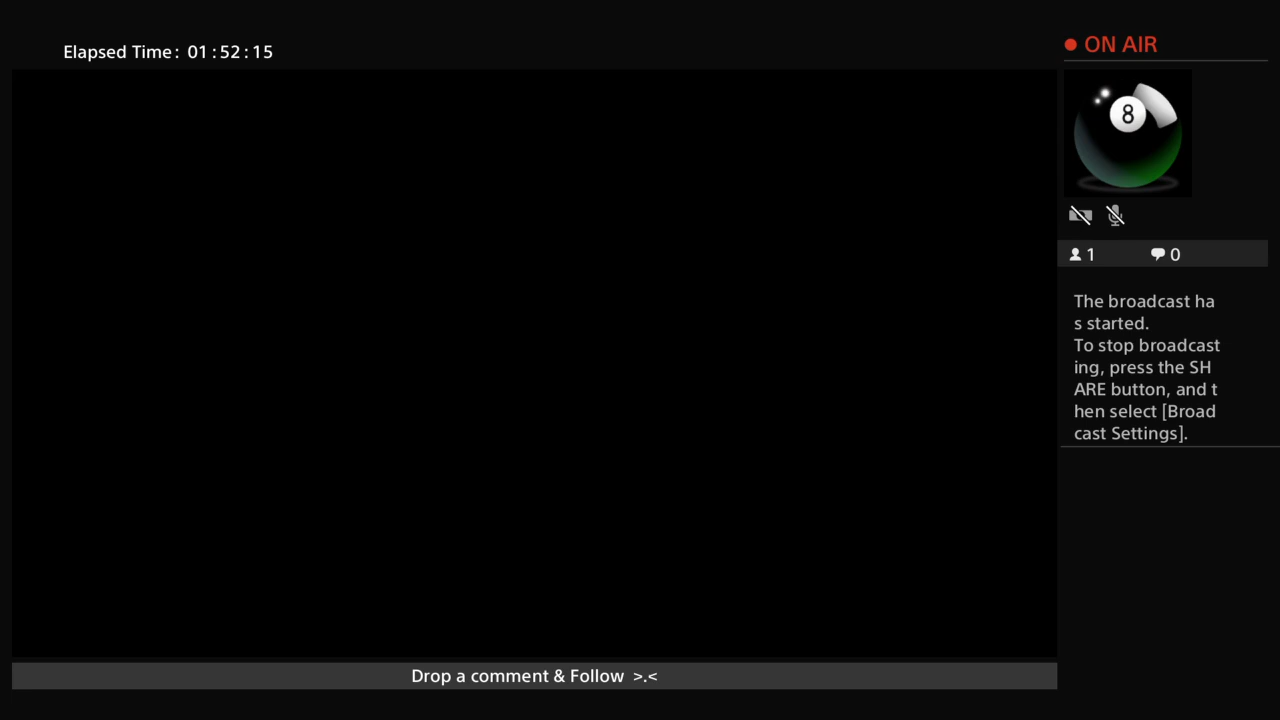 Elapsed Time: 01:52:15
ON AIR
8
1
0
The broadcast ha
s started.
To stop broadcast
ing, press the SH
ARE button, and t
hen select [Broad
cast Settings].
Drop a comment & Follow >.<